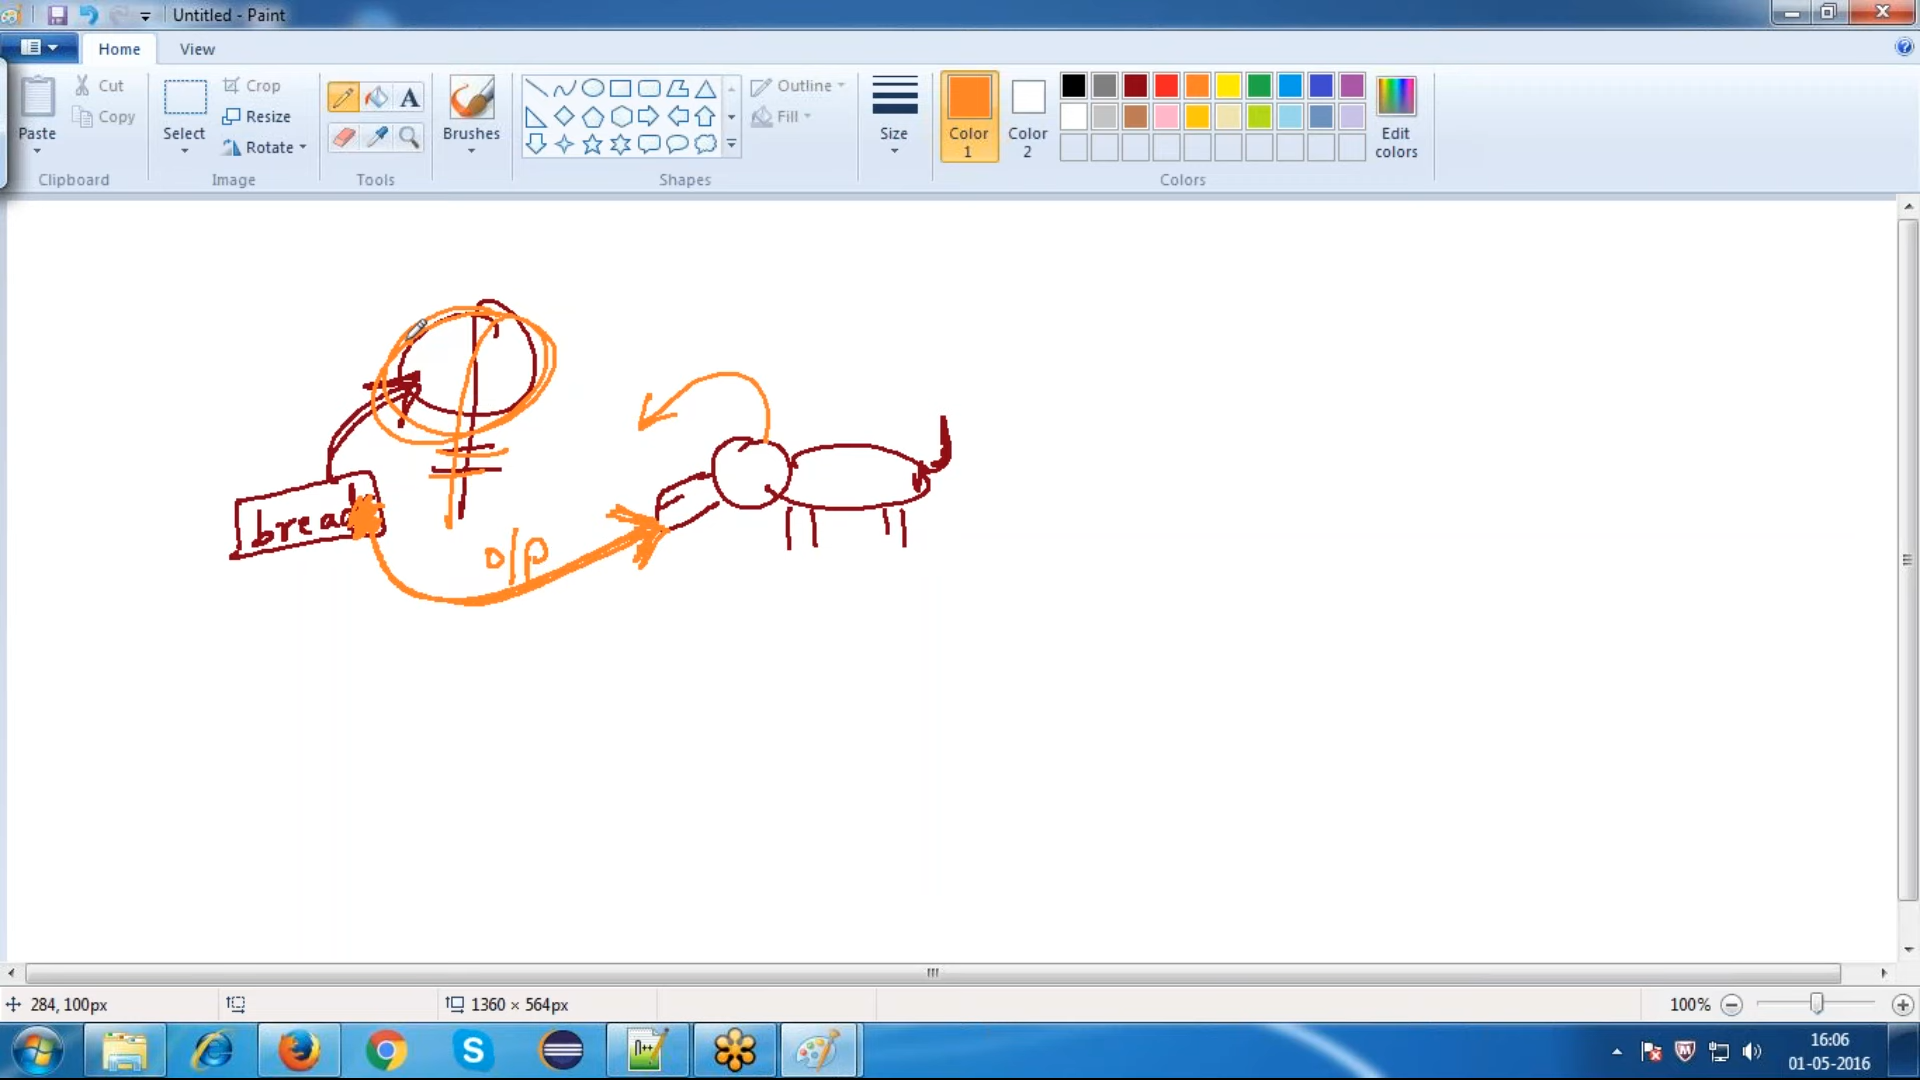 Untitled - Paint
Home View
Paste
Cut
Copy
Clipboard
Select
Crop
Resize
Rotate
Image
A
Tools
Brushes
Outline
Fill
Shapes
Size
Color 1
Color 2
Edit colors
Colors
bread
o/p
284, 100px
1360 × 564px
100%
16:06
01-05-2016